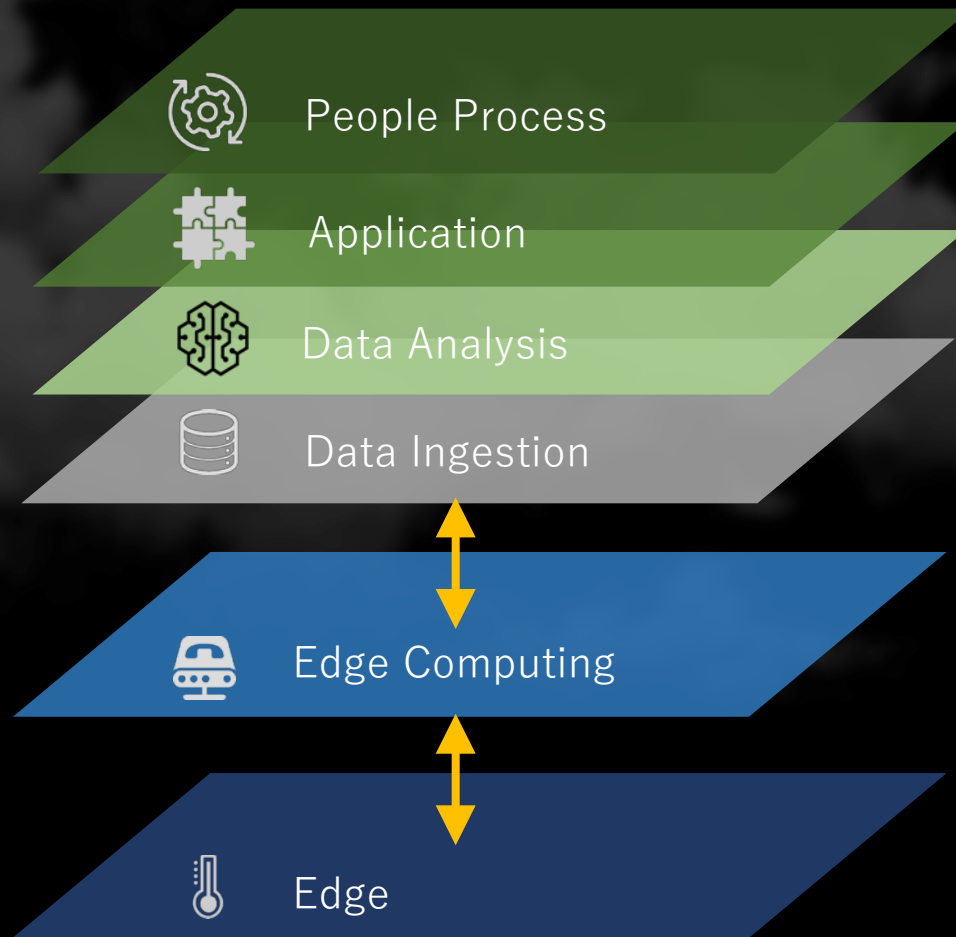 People Process
Application
Data Analysis
Data Ingestion
Edge Computing
Edge